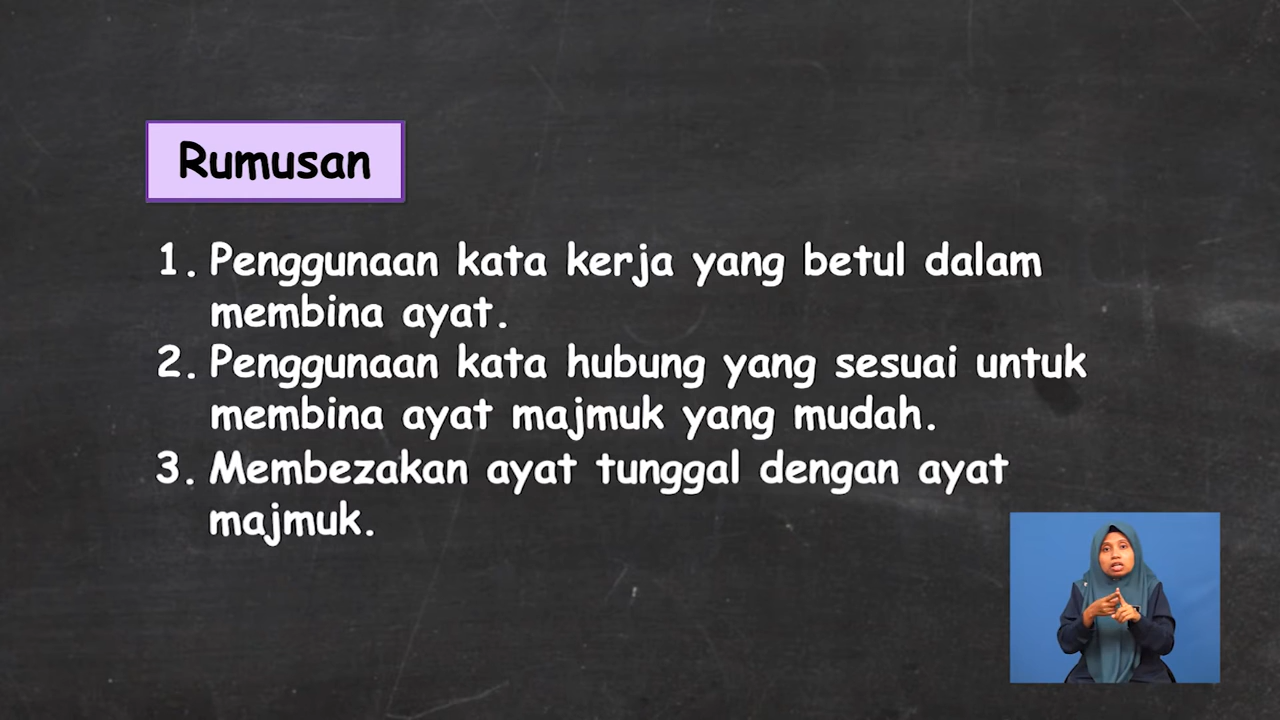 Rumusan
1. Penggunaan kata kerja yang betul dalam
membina ayat.
2. Penggunaan kata hubung yang sesuai untuk
membina ayat majmuk yang mudah.
3. Membezakan ayat tunggal dengan ayat
majmuk.